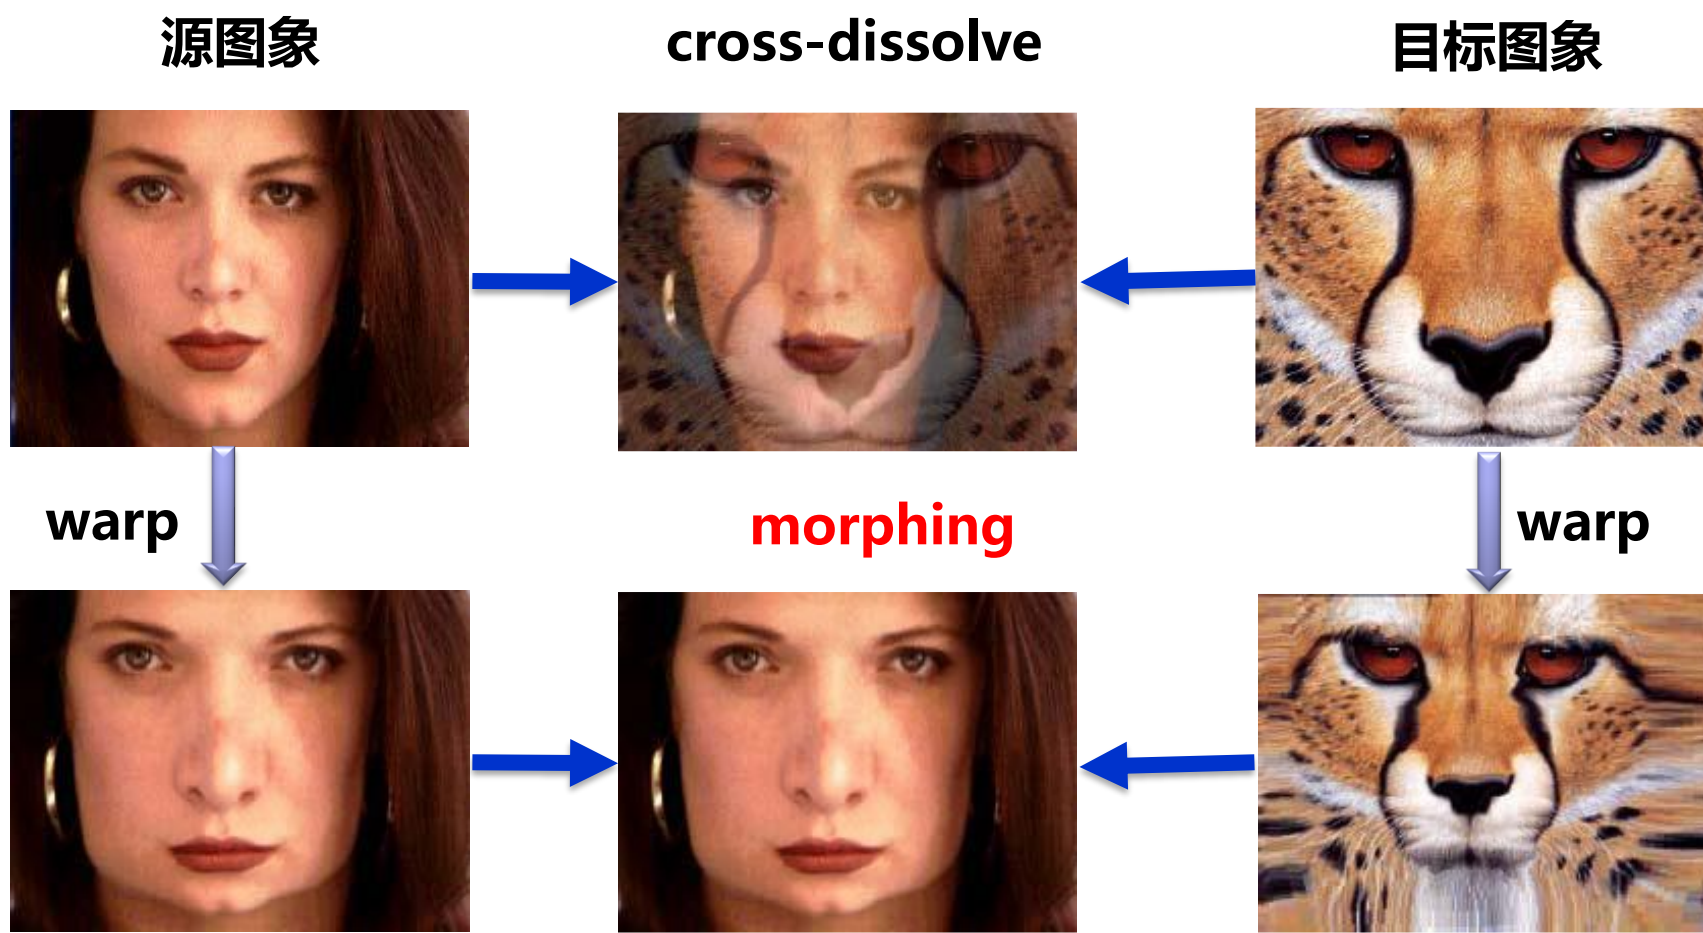 源图象
cross-dissolve
目标图象
warp
morphing
warp